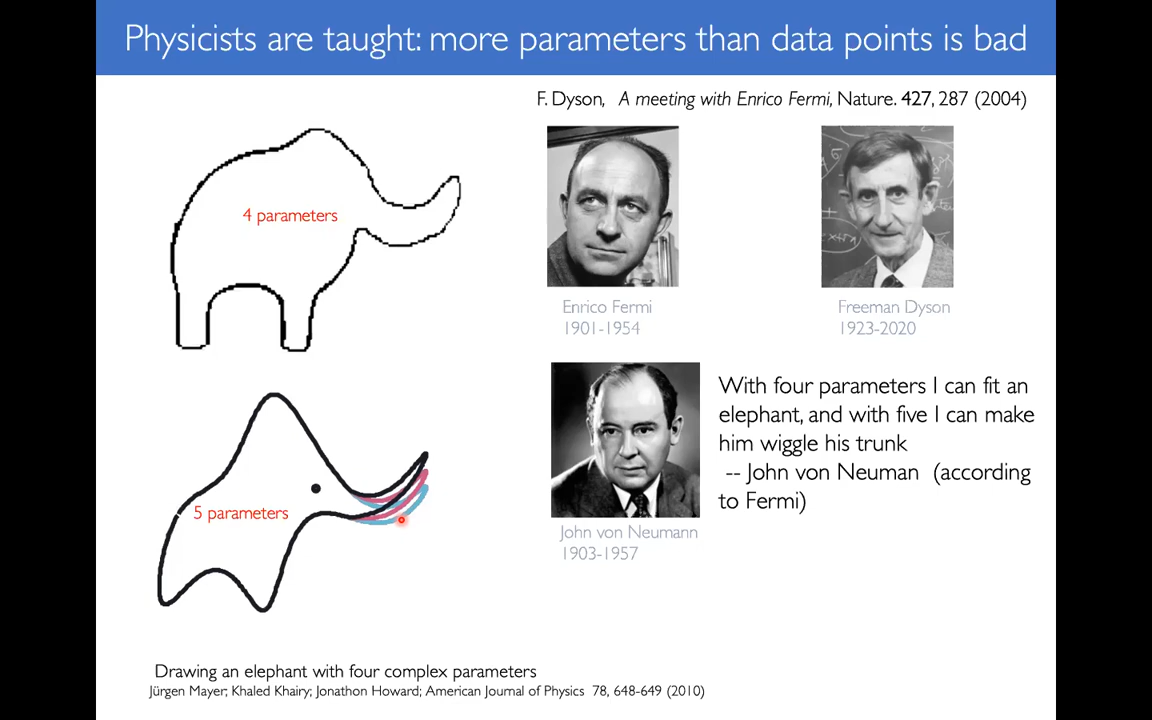 Physicists are taught: more parameters than data points is bad
F. Dyson, A meeting with Enrico Fermi, Nature. 427, 287 (2004)
4 parameters
Enrico Fermi
1901-1954
Freeman Dyson
1923-2020
5 parameters
With four parameters I can fit an
elephant, and with five I can make
him wiggle his trunk
-- John von Neuman (according
to Fermi)
John von Neumann
1903-1957
Drawing an elephant with four complex parameters
Jürgen Mayer; Khaled Khairy; Jonathon Howard; American Journal of Physics 78, 648-649 (2010)